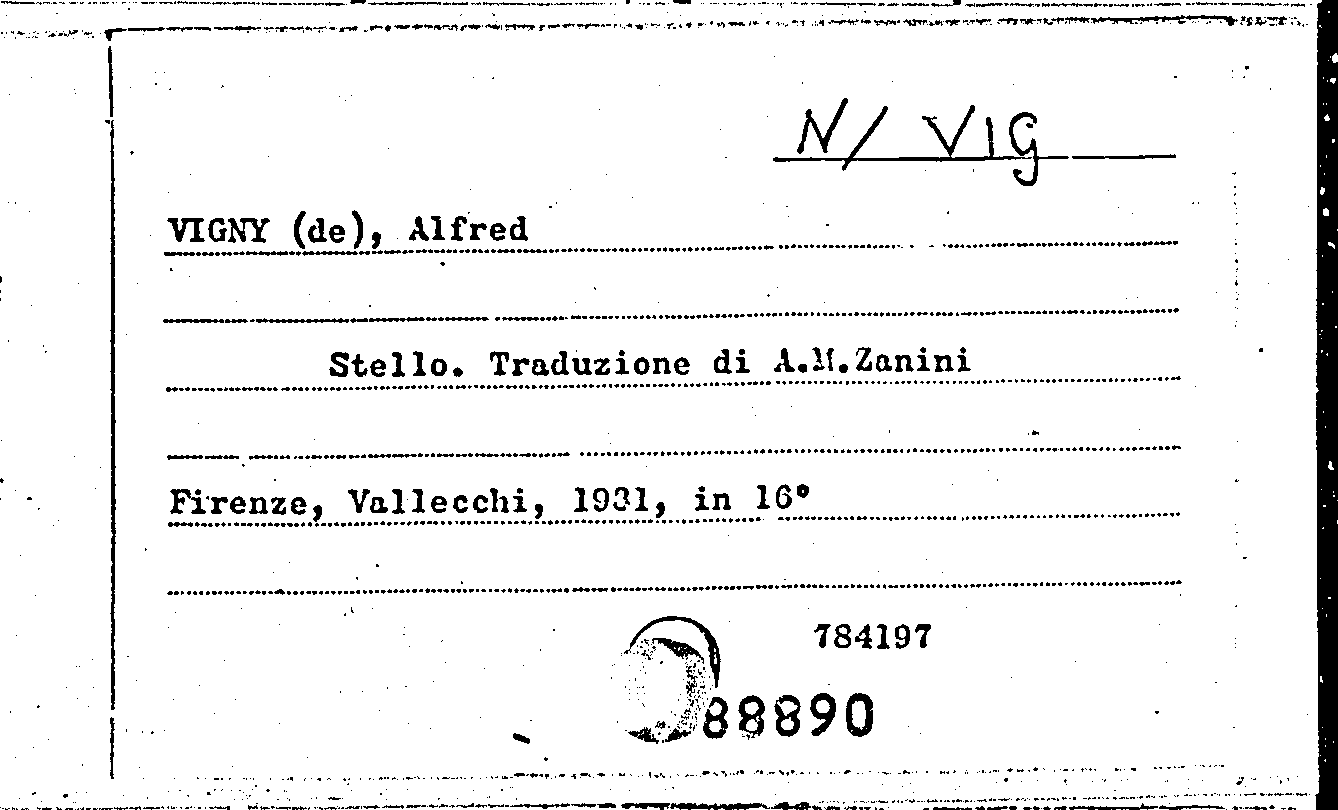 N/ VIG
VIGNY (de), Alfred
Stello. Traduzione di A.M.Zanini
Firenze, Vallecchi, 1931, in 16°
784197
88890